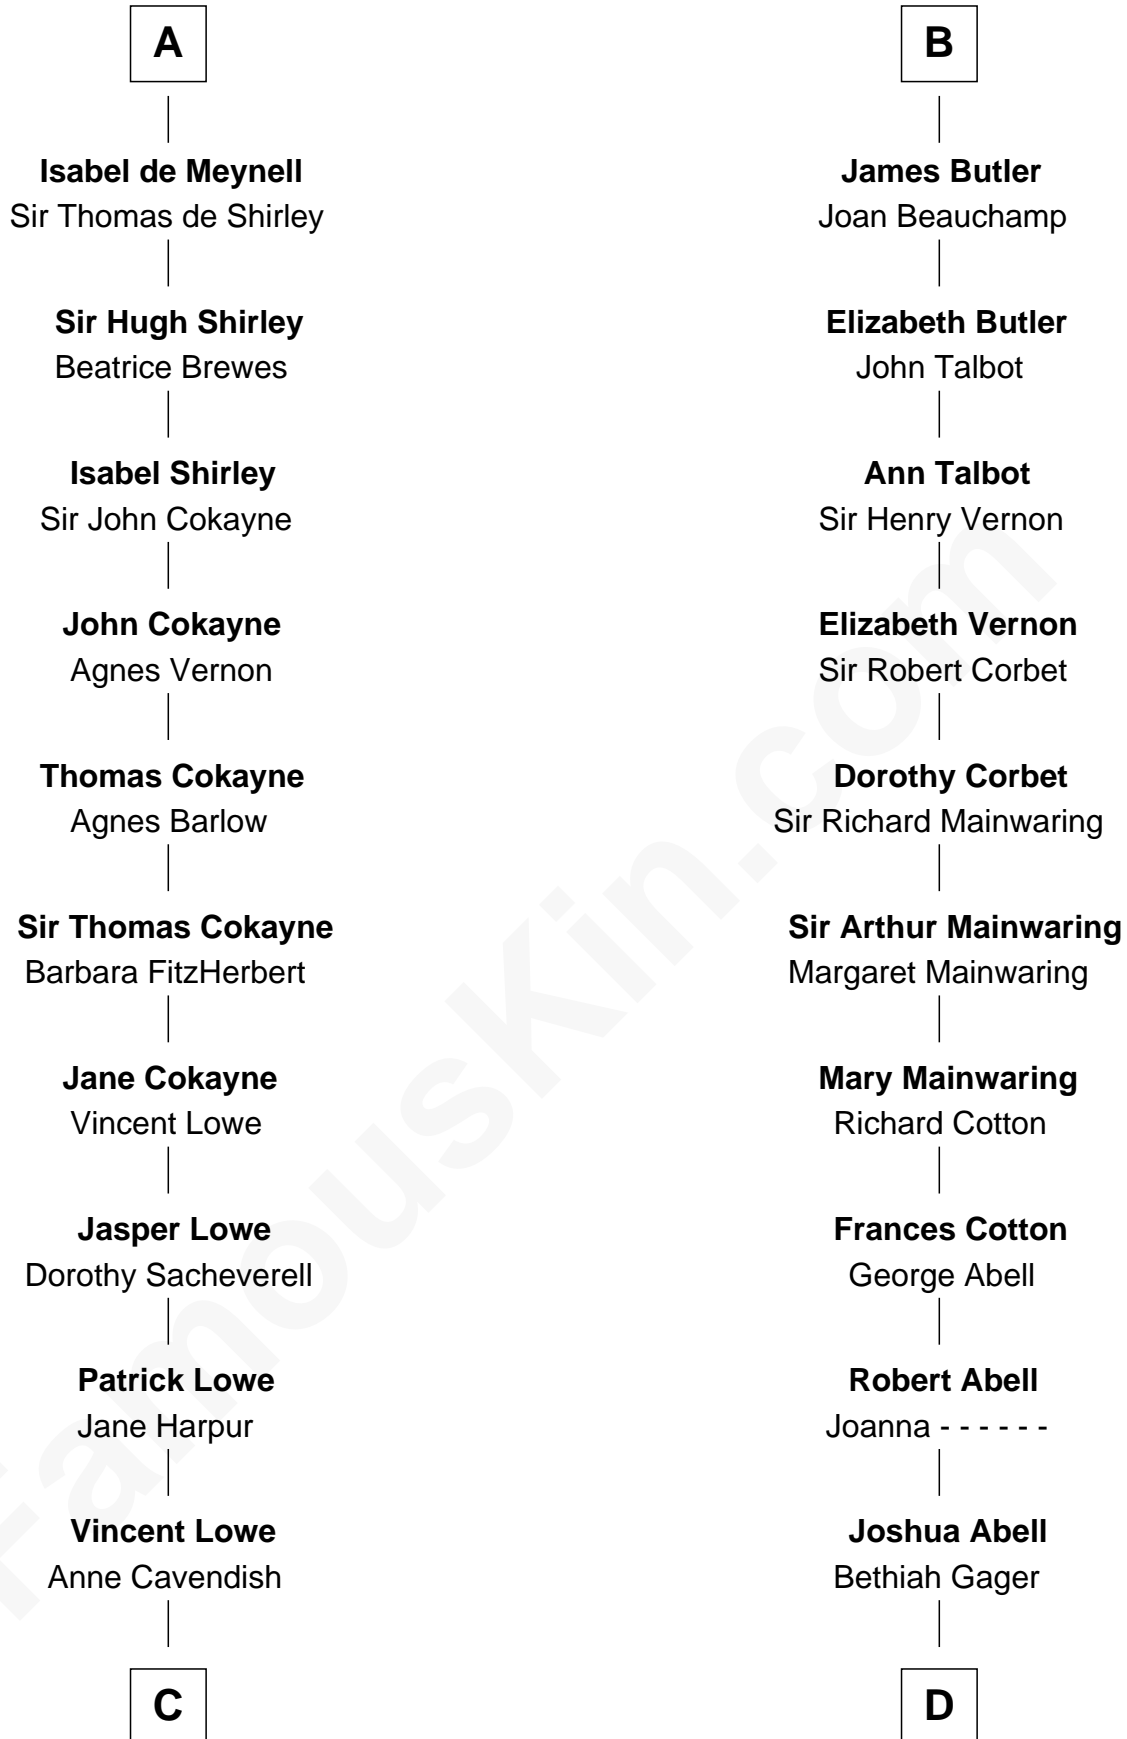 A
Isabel de Meynell
Sir Thomas de Shirley
Sir Hugh Shirley
Beatrice Brewes
Isabel Shirley
Sir John Cokayne
John Cokayne
Agnes Vernon
Thomas Cokayne
Agnes Barlow
Sir Thomas Cokayne
Barbara FitzHerbert
Jane Cokayne
Vincent Lowe
Jasper Lowe
Dorothy Sacheverell
Patrick Lowe
Jane Harpur
Vincent Lowe
Anne Cavendish
C
B
James Butler
Joan Beauchamp
Elizabeth Butler
John Talbot
Ann Talbot
Sir Henry Vernon
Elizabeth Vernon
Sir Robert Corbet
Dorothy Corbet
Sir Richard Mainwaring
Sir Arthur Mainwaring
Margaret Mainwaring
Mary Mainwaring
Richard Cotton
Frances Cotton
George Abell
Robert Abell
Joanna - - - - - -
Joshua Abell
Bethiah Gager
D
FamousKin.com